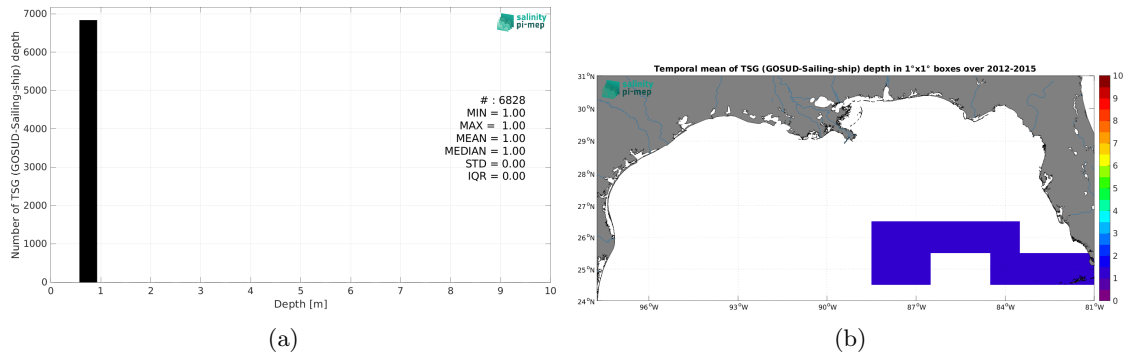 salinity
pi-mep
Number of TSG (GOSUD-Sailing-ship) depth
7000
6000
5000
4000
3000
2000
1000
0
# : 6828
MIN = 1.00
MAX = 1.00
MEAN = 1.00
MEDIAN = 1.00
STD = 0.00
IQR = 0.00
0 1 2 3 4 5 6 7 8 9 10
Depth [m]
(a)
Temporal mean of TSG (GOSUD-Sailing-ship) depth in 1°x1° boxes over 2012-2015
salinity
pi-mep
31°N
30°N
29°N
28°N
27°N
26°N
25°N
24°N
96°W 93°W 90°W 87°W 84°W 81°W
10
9
8
7
6
5
4
3
2
1
0
(b)